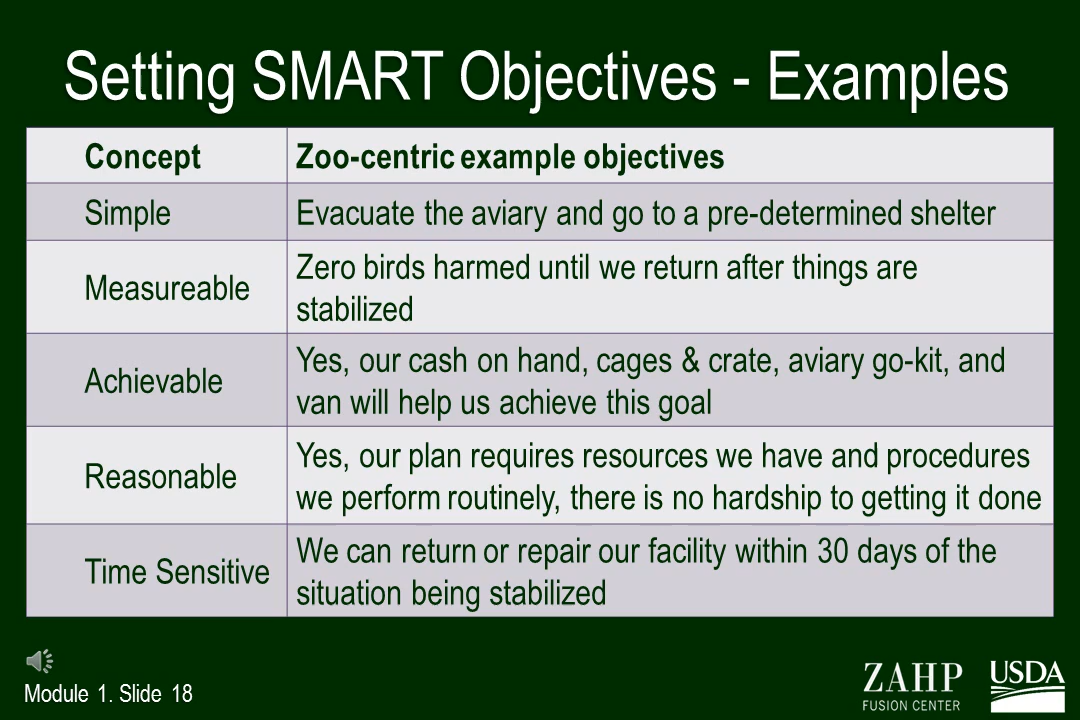 Setting SMART Objectives - Examples
Concept
Zoo-centric example objectives
Simple
Evacuate the aviary and go to a pre-determined shelter
Measureable
Zero birds harmed until we return after things are
stabilized
Achievable
Yes, our cash on hand, cages & crate, aviary go-kit, and
van will help us achieve this goal
Reasonable
Yes, our plan requires resources we have and procedures
we perform routinely, there is no hardship to getting it done
Time Sensitive
We can return or repair our facility within 30 days of the
situation being stabilized
Module 1. Slide 18
ZAHP
FUSION CENTER
USDA